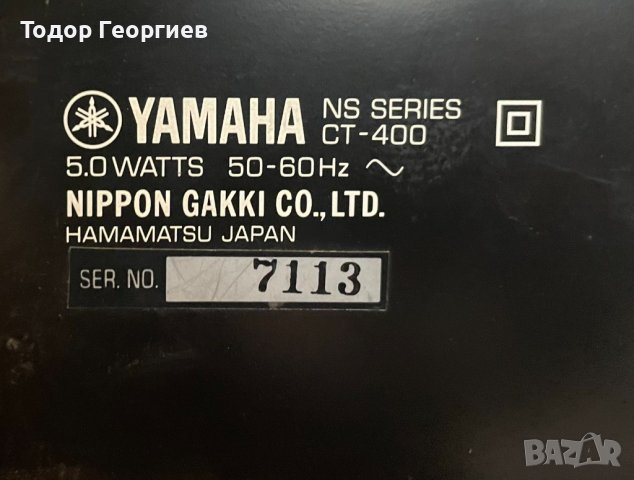 Тодор Георгиев
YAMAHA NS SERIES CT-400
5.0 WATTS 50-60Hz ~
NIPPON GAKKI CO., LTD.
HAMAMATSU JAPAN
SER. NO. 7113
BAZAR